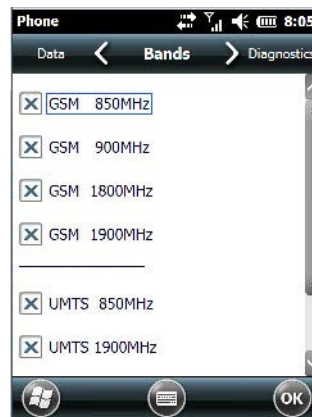 Phone 8:05
Data Bands Diagnostics
GSM 850MHz
GSM 900MHz
GSM 1800MHz
GSM 1900MHz
UMTS 850MHz
UMTS 1900MHz
OK